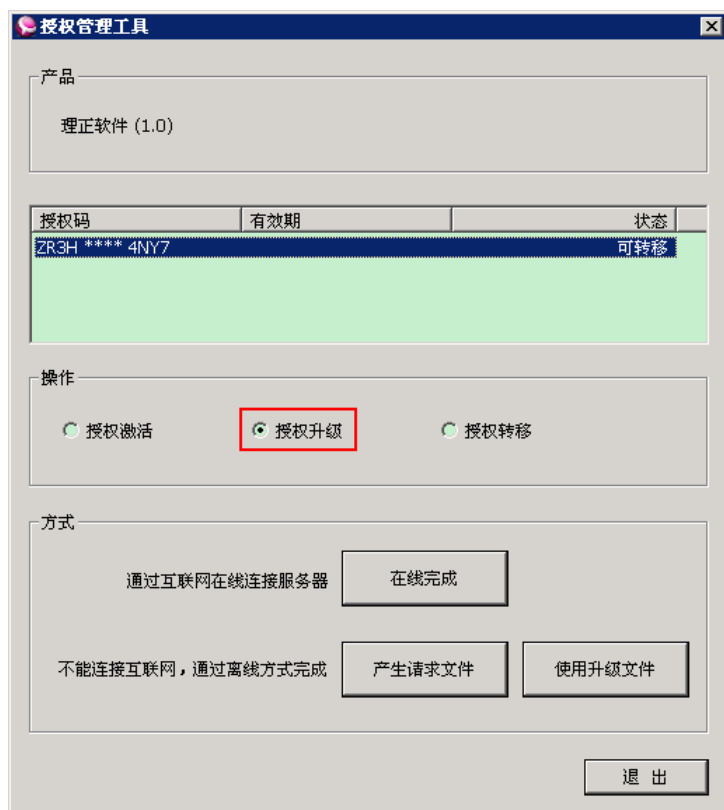 授权管理工具
产品
理正软件 (1.0)
授权码 有效期 状态
ZR3H **** 4NY7 可转移
操作
授权激活 授权升级 授权转移
方式
通过互联网在线连接服务器 在线完成
不能连接互联网，通过离线方式完成 产生请求文件 使用升级文件
退 出